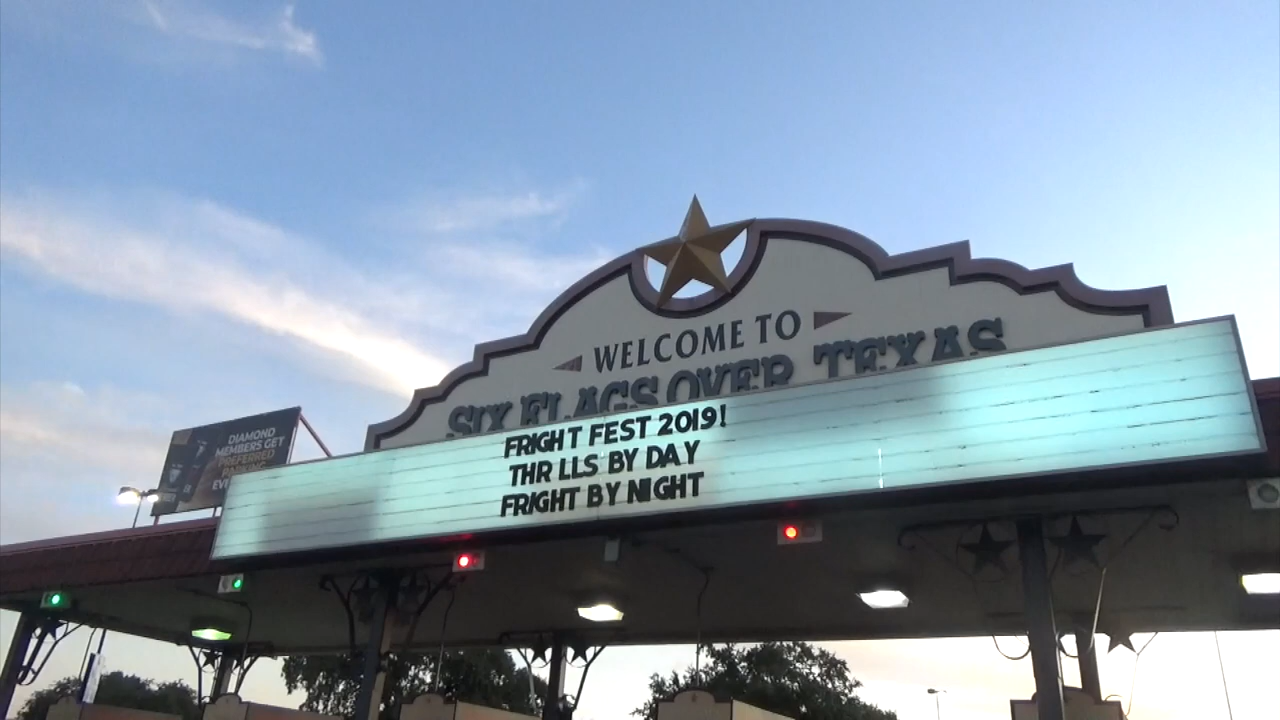 WELCOME TO
SIX FLAGS OVER TEXAS
FRIGHT FEST 2019!
THR LLS BY DAY
FRIGHT BY NIGHT
DIAMOND
MEMBERS GET
PREFERRED
PARKING